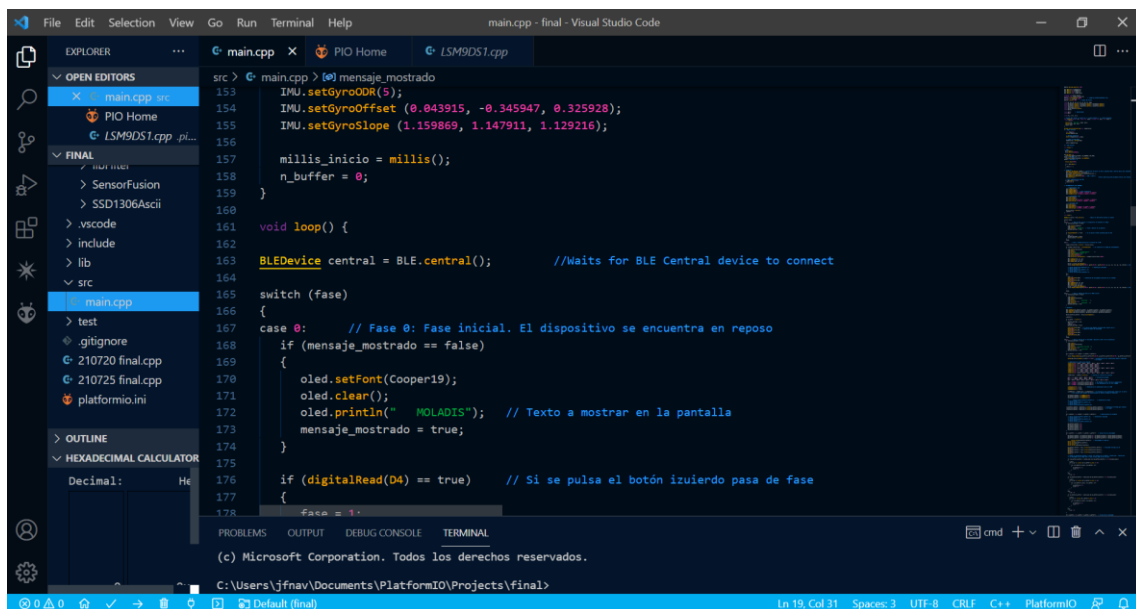 File Edit Selection View Go Run Terminal Help main.cpp - final - Visual Studio Code
EXPLORER
OPEN EDITORS
main.cpp src
PIO Home
LSM9DS1.cpp .pi...
FINAL
SensorFusion
SSD1306Ascii
.vscode
include
lib
src
main.cpp
test
.gitignore
210720 final.cpp
210725 final.cpp
platformio.ini
OUTLINE
HEXADECIMAL CALCULATOR
Decimal: He
main.cpp PIO Home LSM9DS1.cpp
src > main.cpp > mensaje_mostrado
153 IMU.setGyroODR(5);
154 IMU.setGyroOffset (0.043915, -0.345947, 0.325928);
155 IMU.setGyroSlope (1.159869, 1.147911, 1.129216);
156
157 millis_inicio = millis();
158 n_buffer = 0;
159 }
160
161 void loop() {
162
163 BLEDevice central = BLE.central(); //Waits for BLE Central device to connect
164
165 switch (fase)
166 {
167 case 0: // Fase 0: Fase inicial. El dispositivo se encuentra en reposo
168 if (mensaje_mostrado == false)
169 {
170 oled.setFont(Cooper19);
171 oled.clear();
172 oled.println("   MOLADIS"); // Texto a mostrar en la pantalla
173 mensaje_mostrado = true;
174 }
175
176 if (digitalRead(D4) == true) // Si se pulsa el botón izuierdo pasa de fase
177 {
178 fase = 1;
PROBLEMS OUTPUT DEBUG CONSOLE TERMINAL cmd
(c) Microsoft Corporation. Todos los derechos reservados.
C:\Users\jfnav\Documents\PlatformIO\Projects\final>
0 0 Default (final) Ln 19, Col 31 Spaces: 3 UTF-8 CRLF C++ PlatformIO